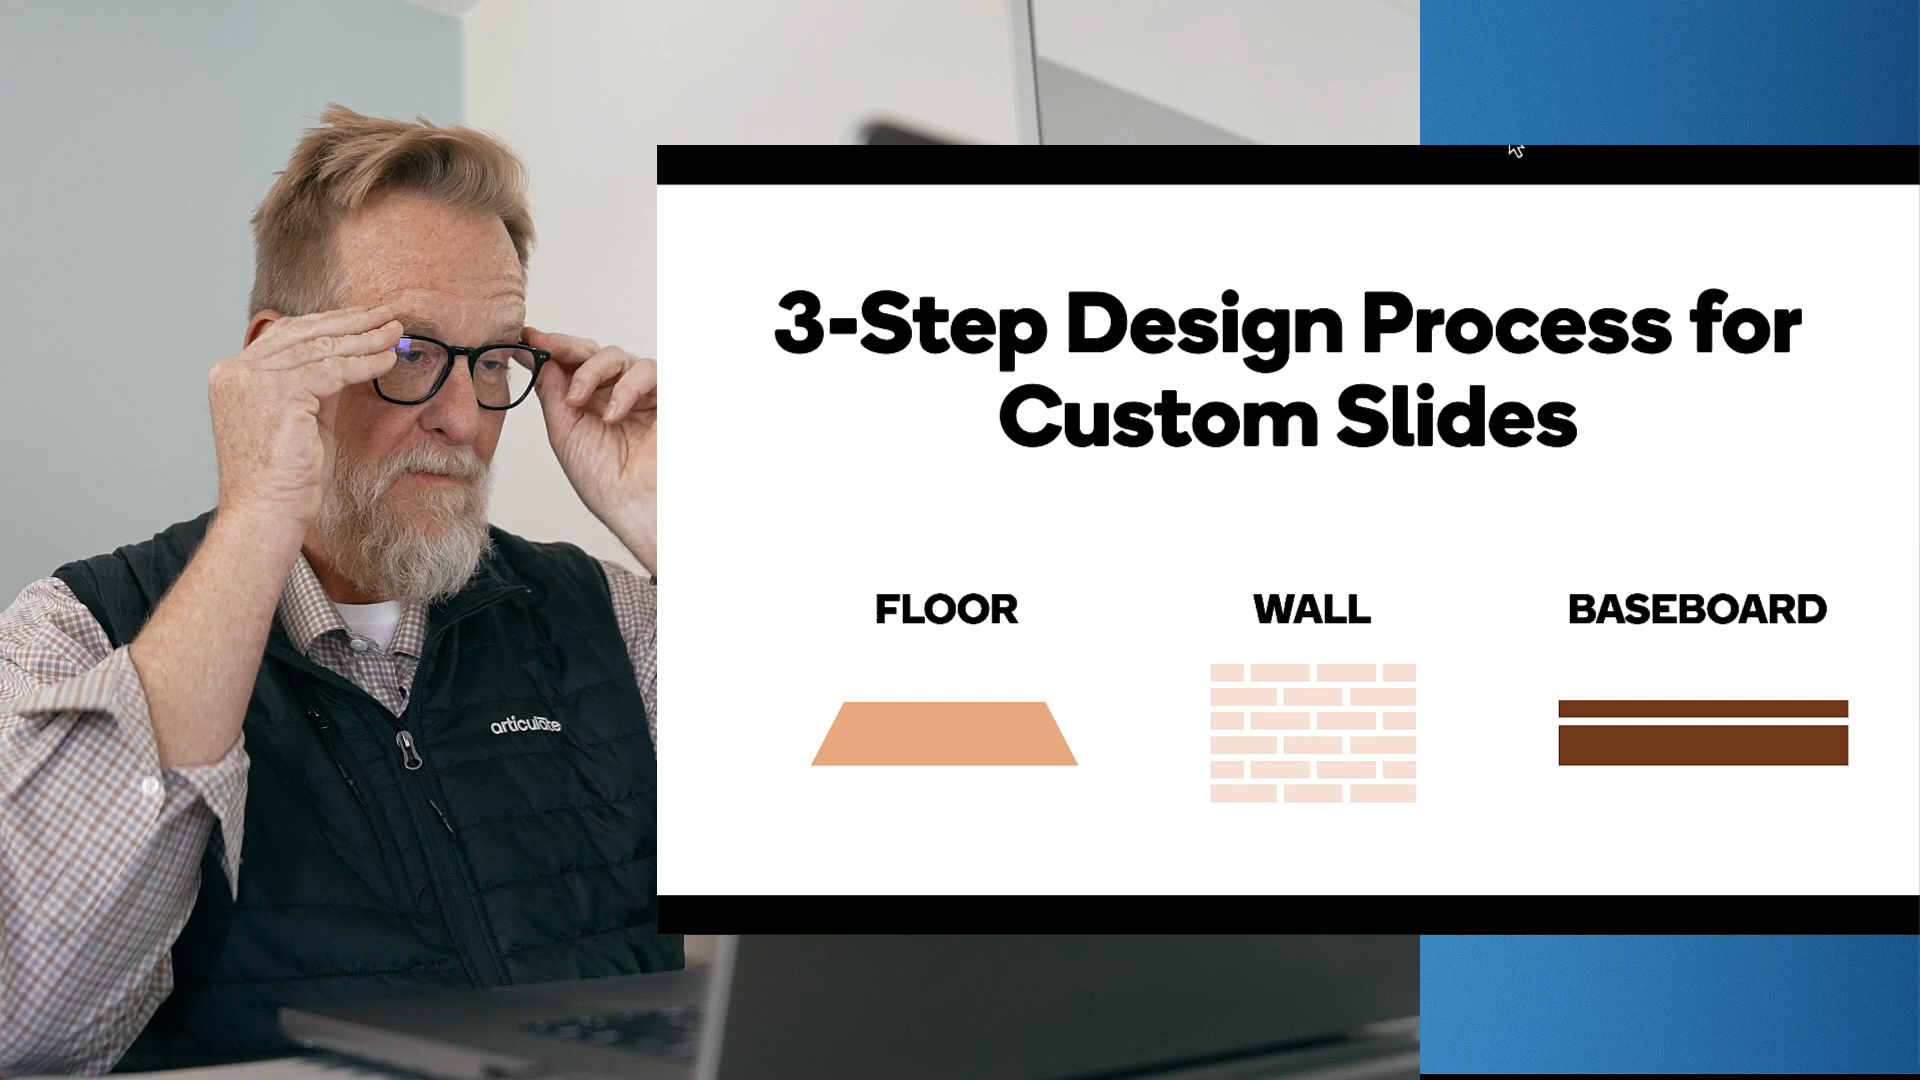 3-Step Design Process for
Custom Slides
FLOOR
WALL
BASEBOARD
articulate